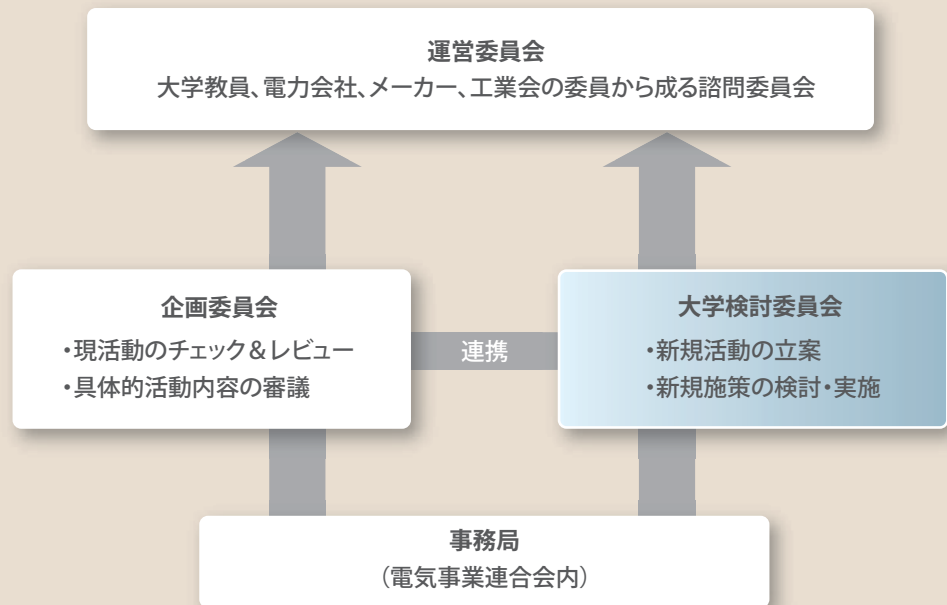 運営委員会
大学教員、電力会社、メーカー、工業会の委員から成る諮問委員会
企画委員会
・現活動のチェック＆レビュー
・具体的活動内容の審議
連携
大学検討委員会
・新規活動の立案
・新規施策の検討・実施
事務局
（電気事業連合会内）